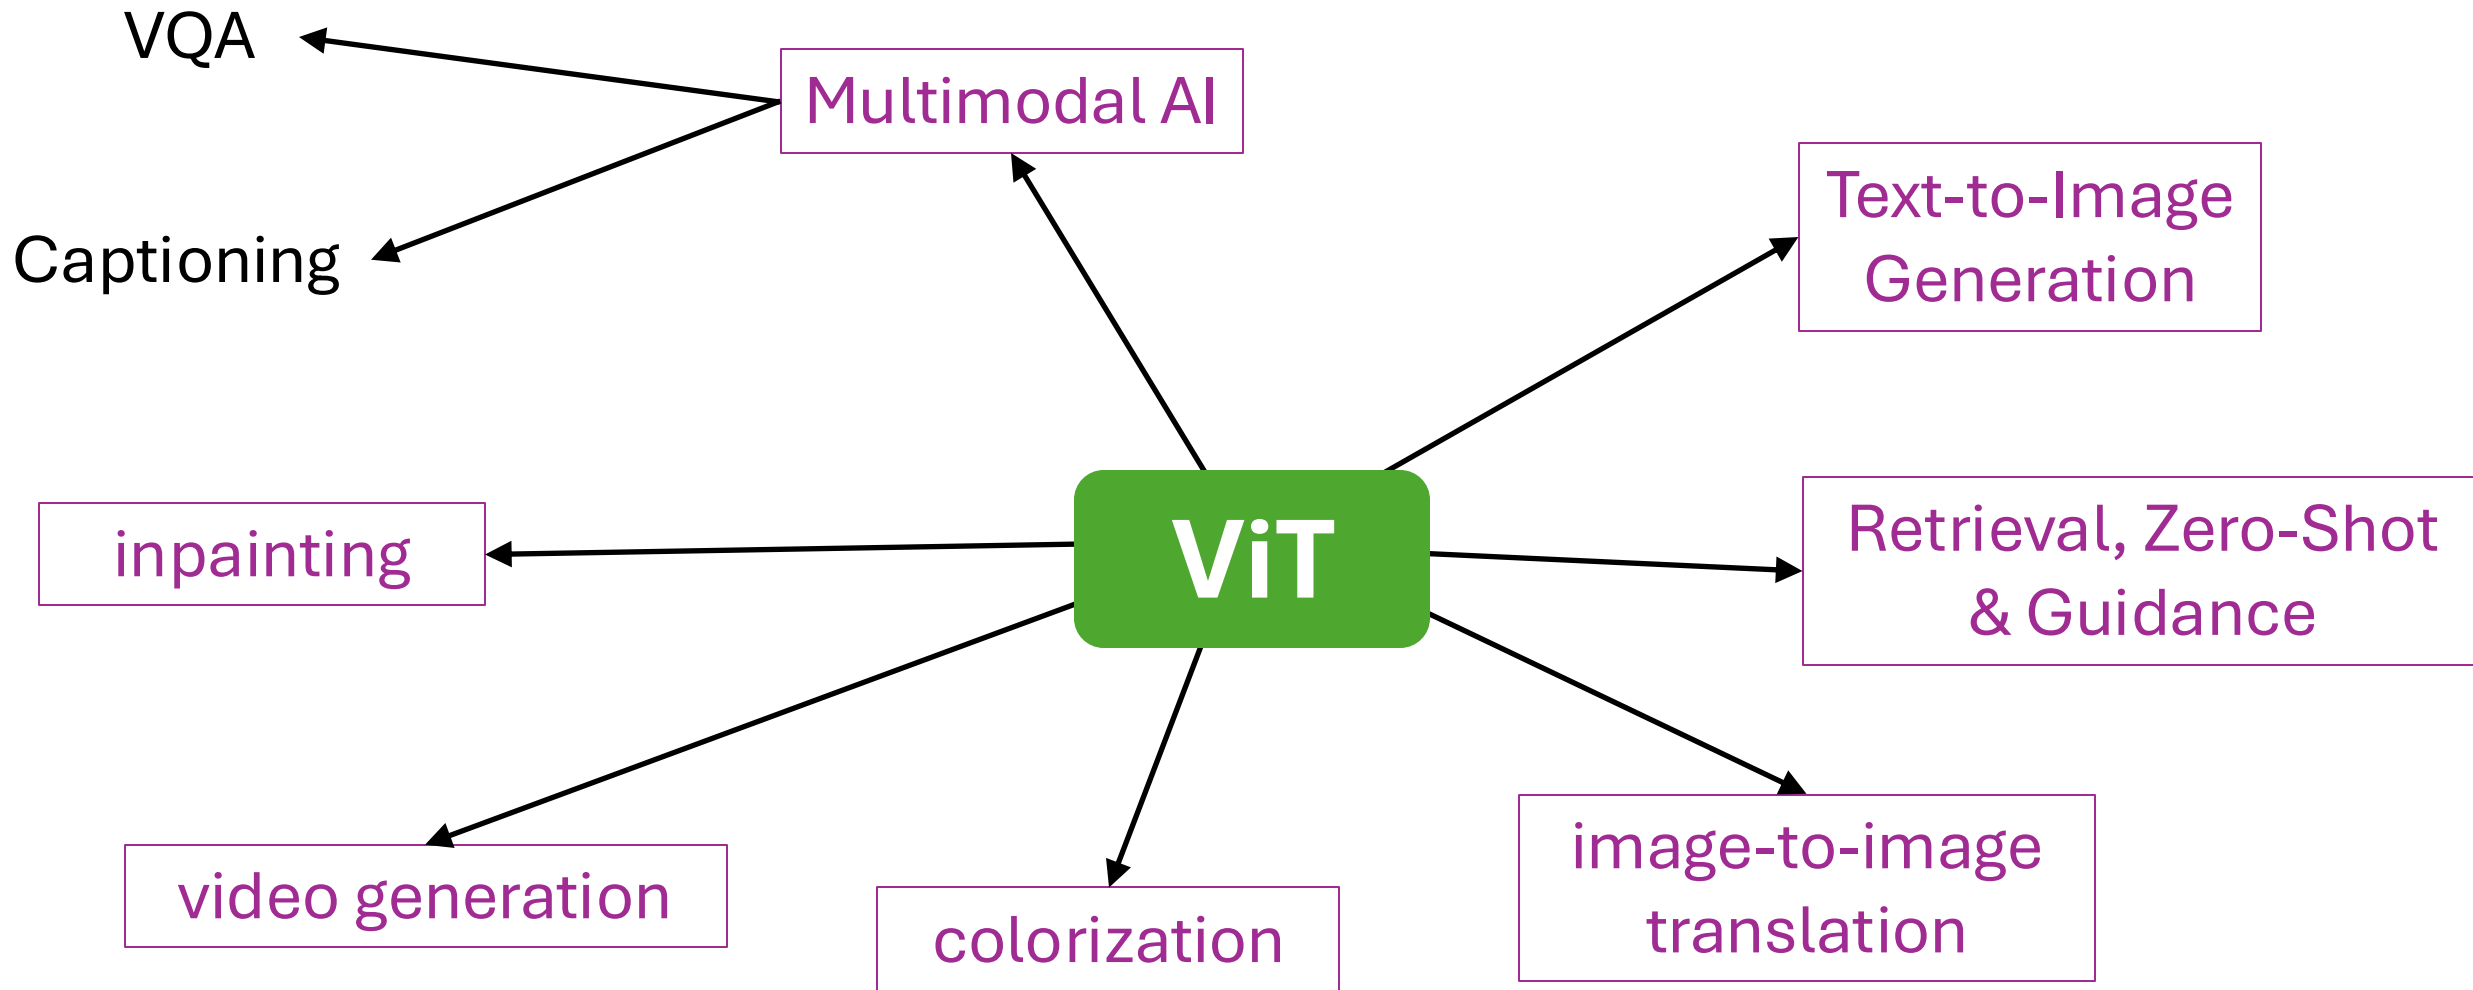 VQA
Multimodal AI
Captioning
Text-to-Image
Generation
inpainting
ViT
Retrieval, Zero-Shot
& Guidance
video generation
colorization
image-to-image
translation